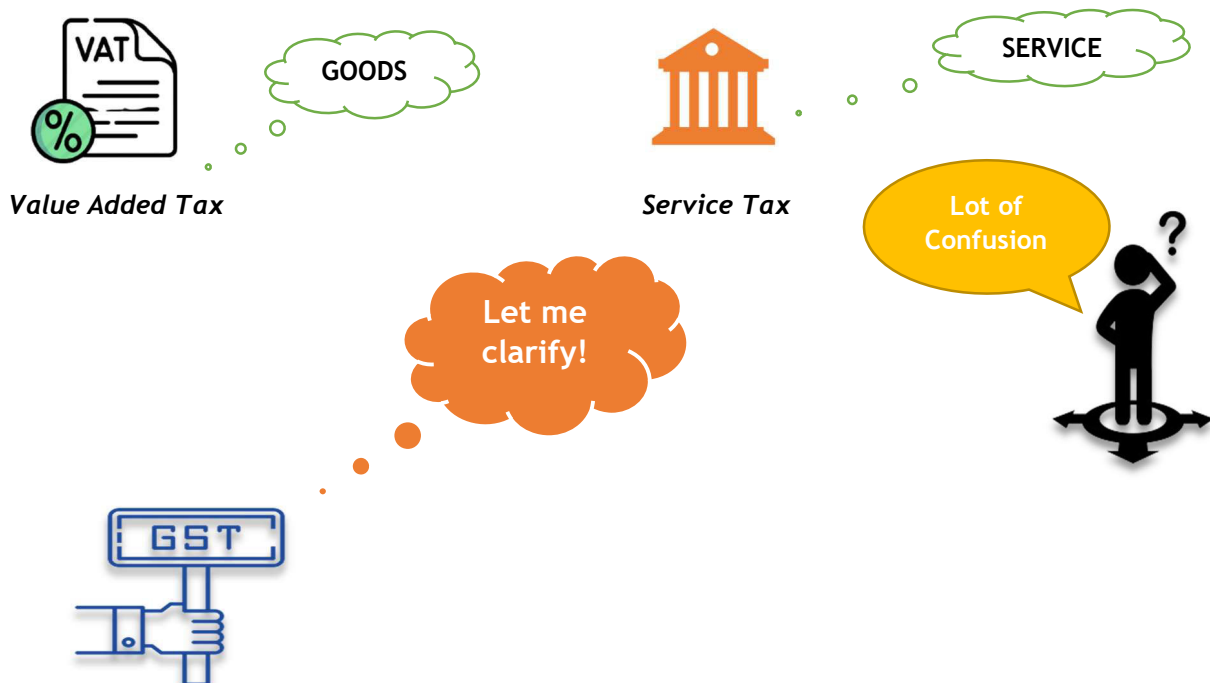 VAT
%
GOODS
SERVICE
Value Added Tax
Service Tax
Lot of
Confusion
?
Let me
clarify!
GST